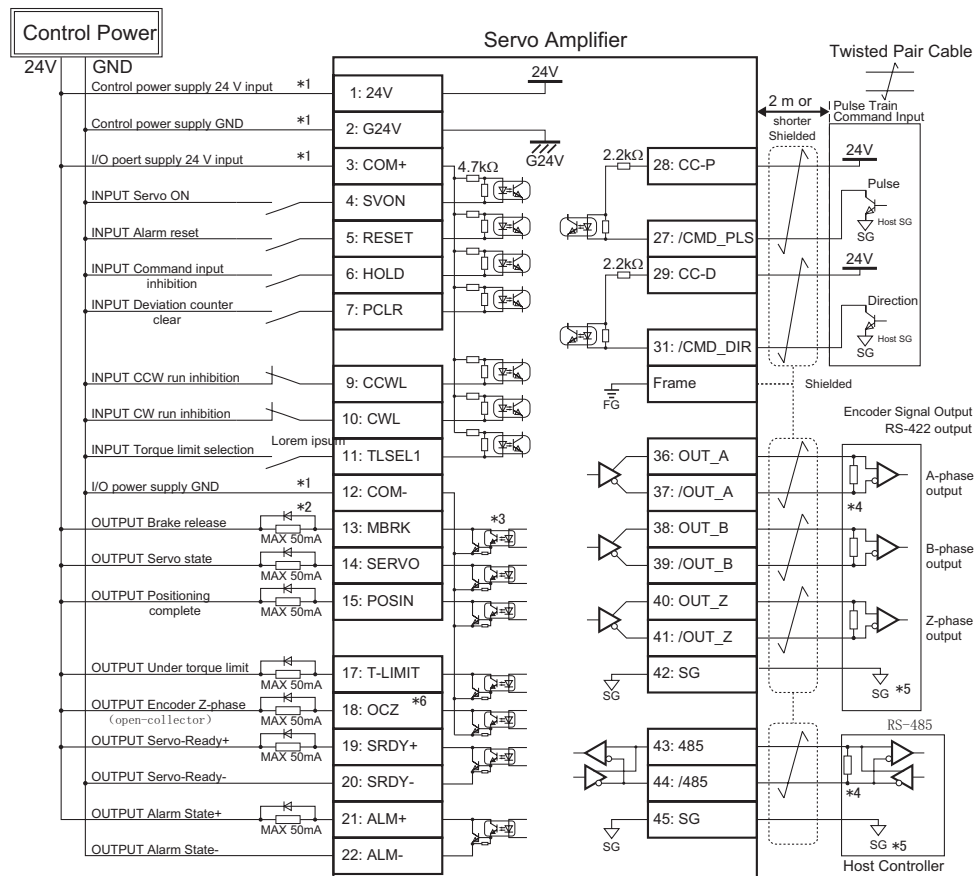 Control Power
Servo Amplifier
Twisted Pair Cable
24V
GND
Control power supply 24 V input *1
1: 24V
24V
Control power supply GND *1
2: G24V
G24V
I/O poert supply 24 V input *1
3: COM+
4.7kΩ
INPUT Servo ON
4: SVON
INPUT Alarm reset
5: RESET
INPUT Command input
inhibition
6: HOLD
INPUT Deviation counter
clear
7: PCLR
INPUT CCW run inhibition
9: CCWL
INPUT CW run inhibition
10: CWL
INPUT Torque limit selection
Lorem ipsum
11: TLSEL1
I/O power supply GND *1
12: COM-
OUTPUT Brake release
*2
MAX 50mA
13: MBRK
*3
OUTPUT Servo state
MAX 50mA
14: SERVO
OUTPUT Positioning
complete
MAX 50mA
15: POSIN
OUTPUT Under torque limit
MAX 50mA
17: T-LIMIT
OUTPUT Encoder Z-phase
(open-collector)
MAX 50mA
18: OCZ *6
OUTPUT Servo-Ready+
MAX 50mA
19: SRDY+
OUTPUT Servo-Ready-
20: SRDY-
OUTPUT Alarm State+
MAX 50mA
21: ALM+
OUTPUT Alarm State-
22: ALM-
2 m or
shorter
Shielded
Pulse Train
Command Input
2.2kΩ
28: CC-P
24V
Pulse
Host SG
SG
27: /CMD_PLS
2.2kΩ
29: CC-D
24V
Direction
Host SG
SG
31: /CMD_DIR
Frame
FG
Shielded
Encoder Signal Output
RS-422 output
36: OUT_A
37: /OUT_A
*4
A-phase
output
38: OUT_B
39: /OUT_B
B-phase
output
40: OUT_Z
41: /OUT_Z
Z-phase
output
42: SG
SG
SG *5
RS-485
43: 485
44: /485
*4
45: SG
SG
SG *5
Host Controller